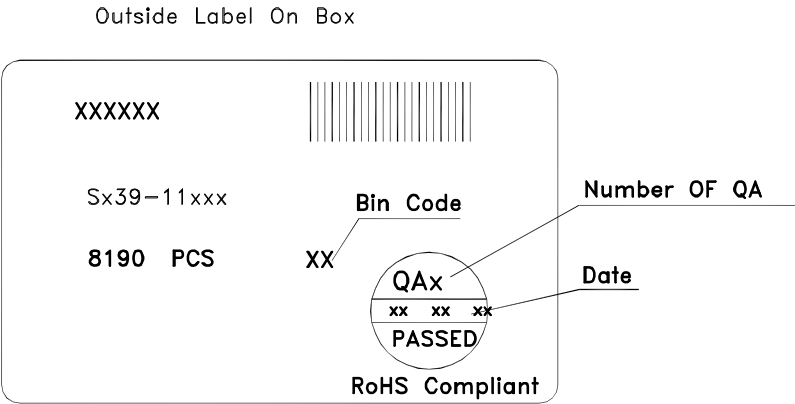 Outside Label On Box
XXXXXX
Sx39-11xxx
Bin Code
Number OF QA
8190 PCS
XX
QAx
Date
xx xx xx
PASSED
RoHS Compliant